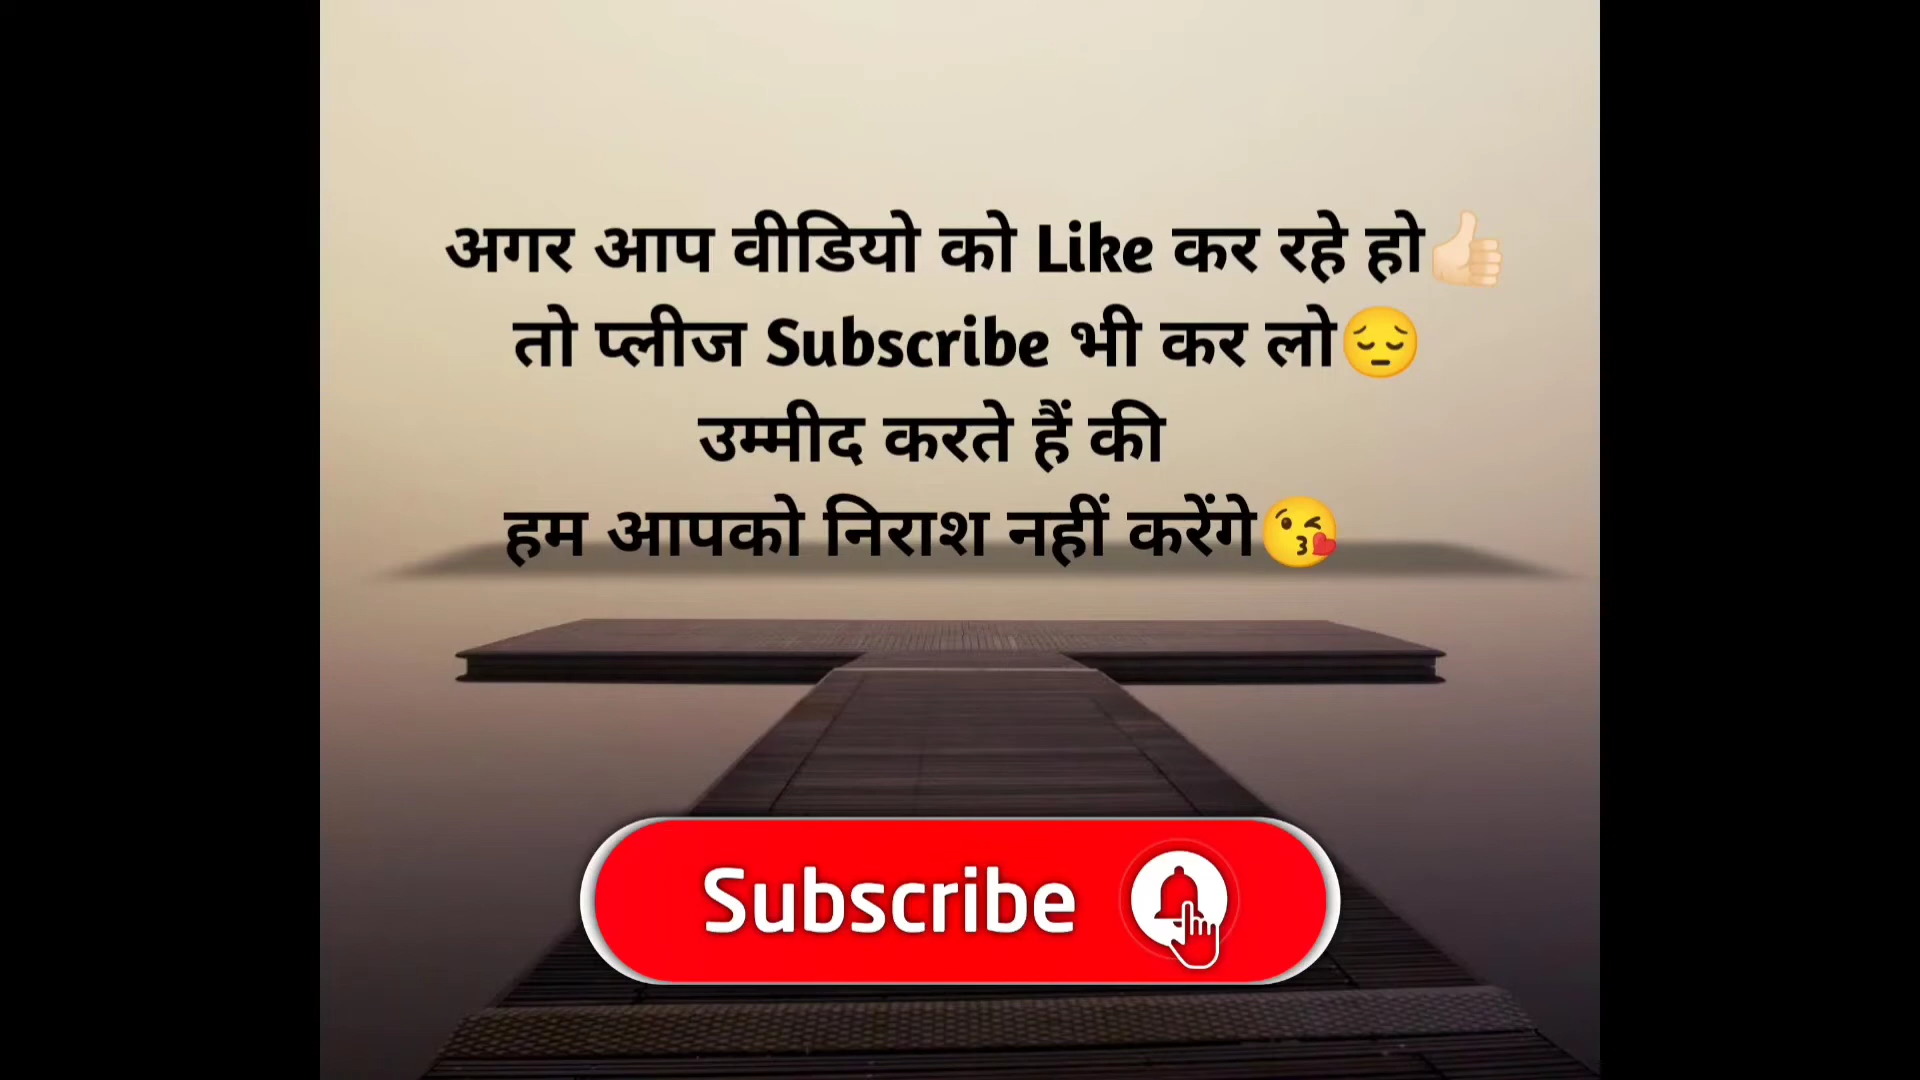 अगर आप वीडियो को Like कर रहे हो👍🏻
तो प्लीज Subscribe भी कर लो😔
उम्मीद करते हैं की
हम आपको निराश नहीं करेंगे😘
Subscribe